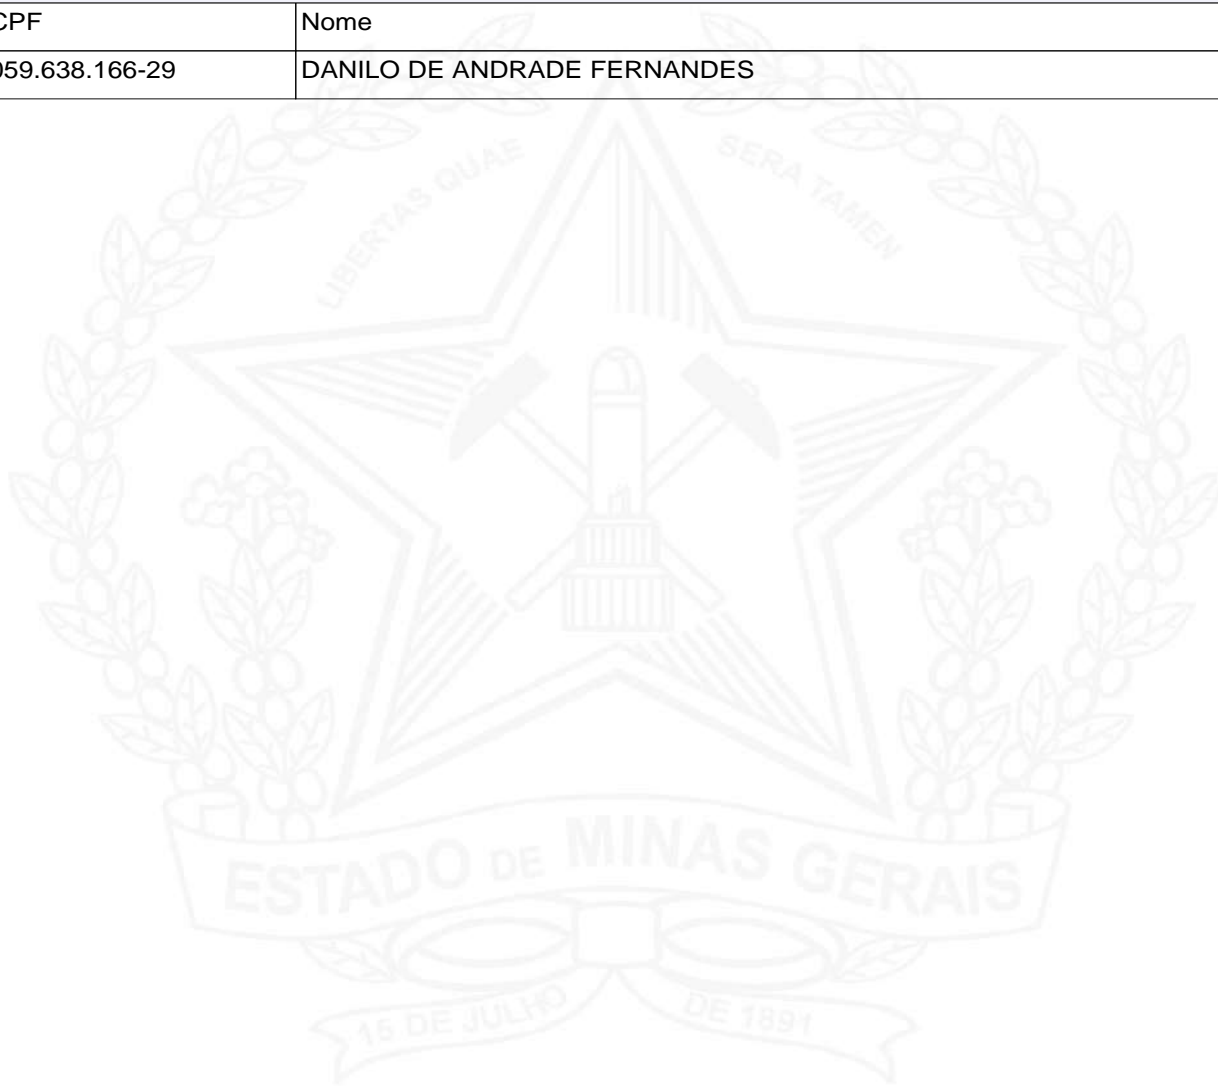 CPF Nome
059.638.166-29 DANILO DE ANDRADE FERNANDES
LIBERTAS QUAE SERA TAMEN
ESTADO DE MINAS GERAIS
15 DE JULHO DE 1891